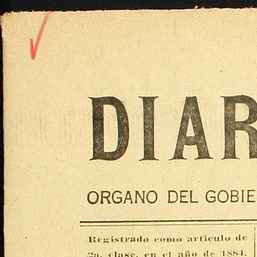 DIAR
ORGANO DEL GOBIE
Registrado como artículo de
2a. clase, en el año de 1884.